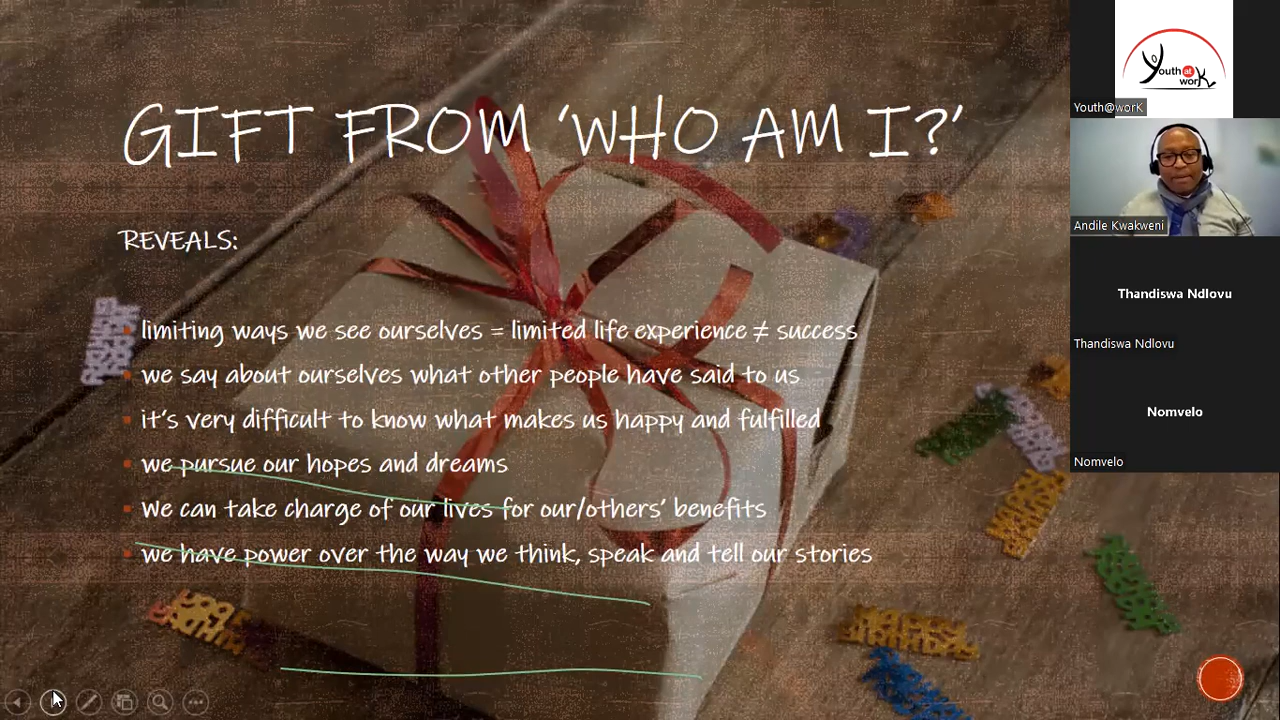 GIFT FROM 'WHO AM I?'
REVEALS:
limiting ways we see ourselves = limited life experience ≠ success
we say about ourselves what other people have said to us
it's very difficult to know what makes us happy and fulfilled
we pursue our hopes and dreams
We can take charge of our lives for our/others' benefits
we have power over the way we think, speak and tell our stories
Youth at worK
Youth@worK
Andile Kwakweni
Thandiswa Ndlovu
Thandiswa Ndlovu
Nomvelo
Nomvelo